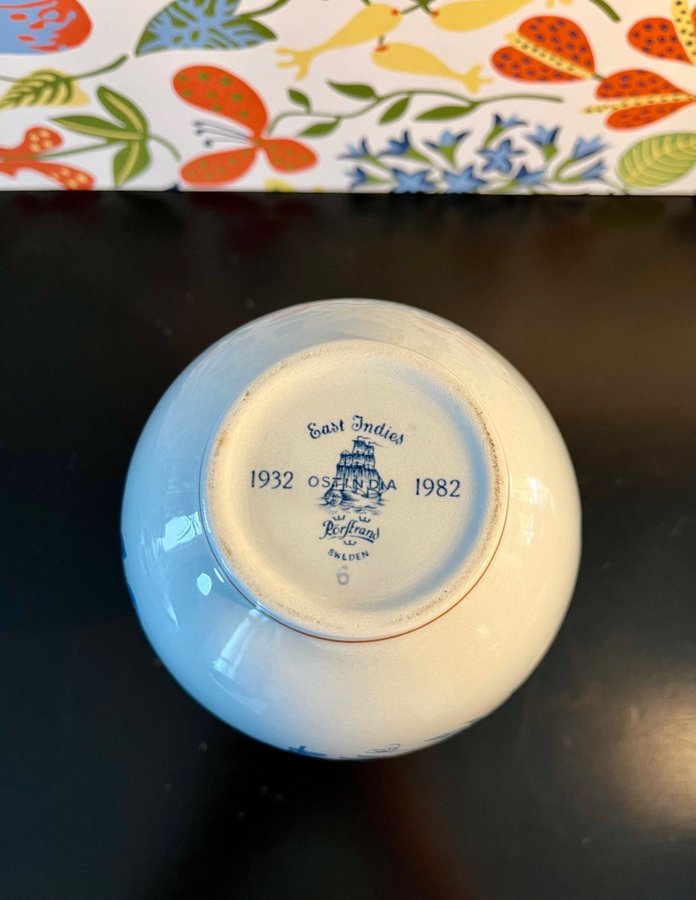 East Indies
1932 OSTINDIA 1982
Rörstrand
SWEDEN
6